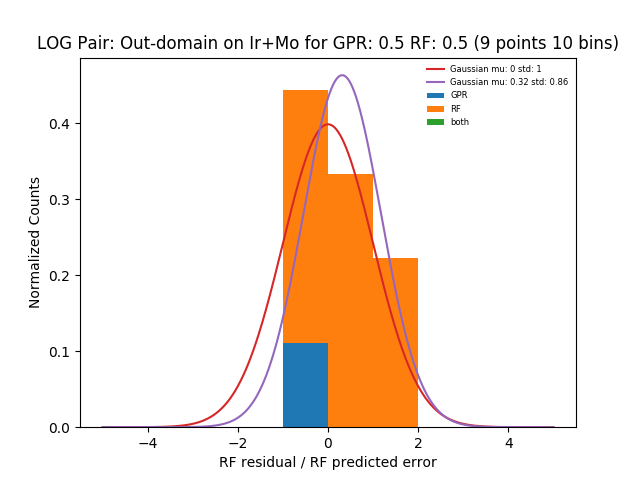 LOG Pair: Out-domain on Ir+Mo for GPR: 0.5 RF: 0.5 (9 points 10 bins)
Gaussian mu: 0 std: 1
Gaussian mu: 0.32 std: 0.86
GPR
RF
both
Normalized Counts
0.4
0.3
0.2
0.1
0.0
−4 −2 0 2 4
RF residual / RF predicted error